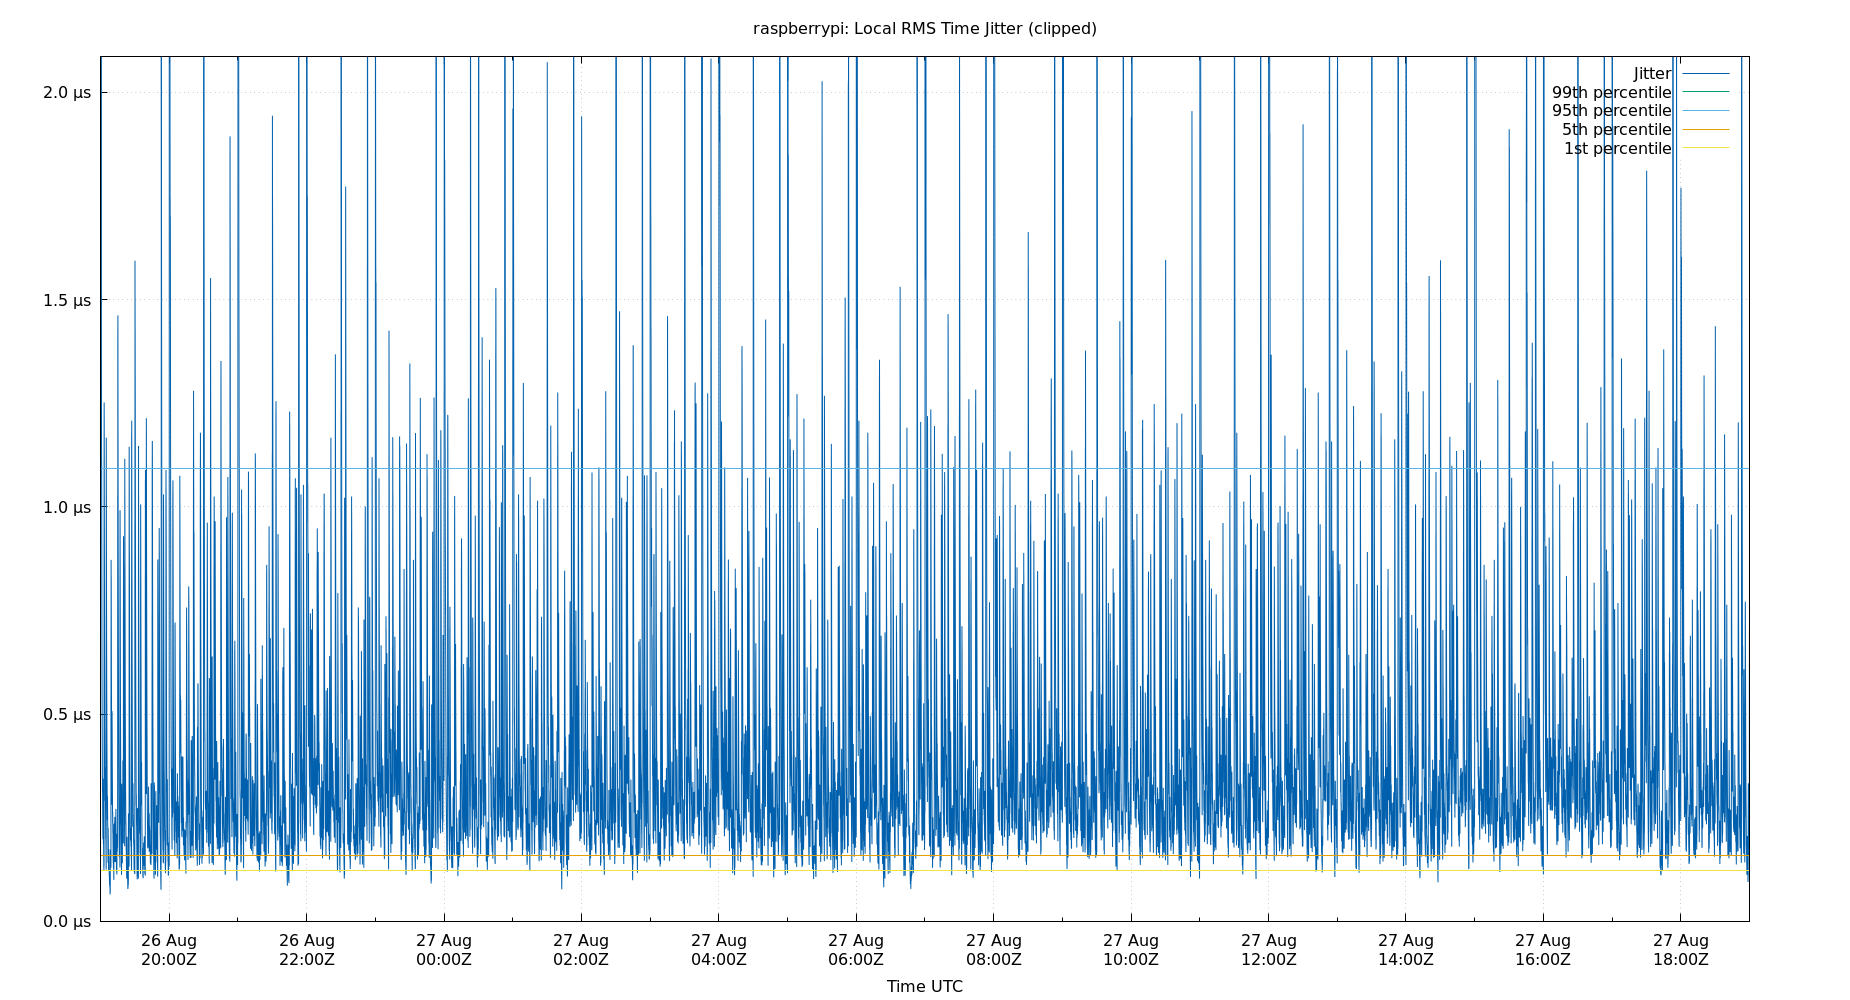 raspberrypi: Local RMS Time Jitter (clipped)
Jitter
99th percentile
95th percentile
5th percentile
1st percentile
2.0 µs
1.5 µs
1.0 µs
0.5 µs
0.0 µs
26 Aug 26 Aug 27 Aug 27 Aug 27 Aug 27 Aug 27 Aug 27 Aug 27 Aug 27 Aug 27 Aug 27 Aug
20:00Z 22:00Z 00:00Z 02:00Z 04:00Z 06:00Z 08:00Z 10:00Z 12:00Z 14:00Z 16:00Z 18:00Z
Time UTC